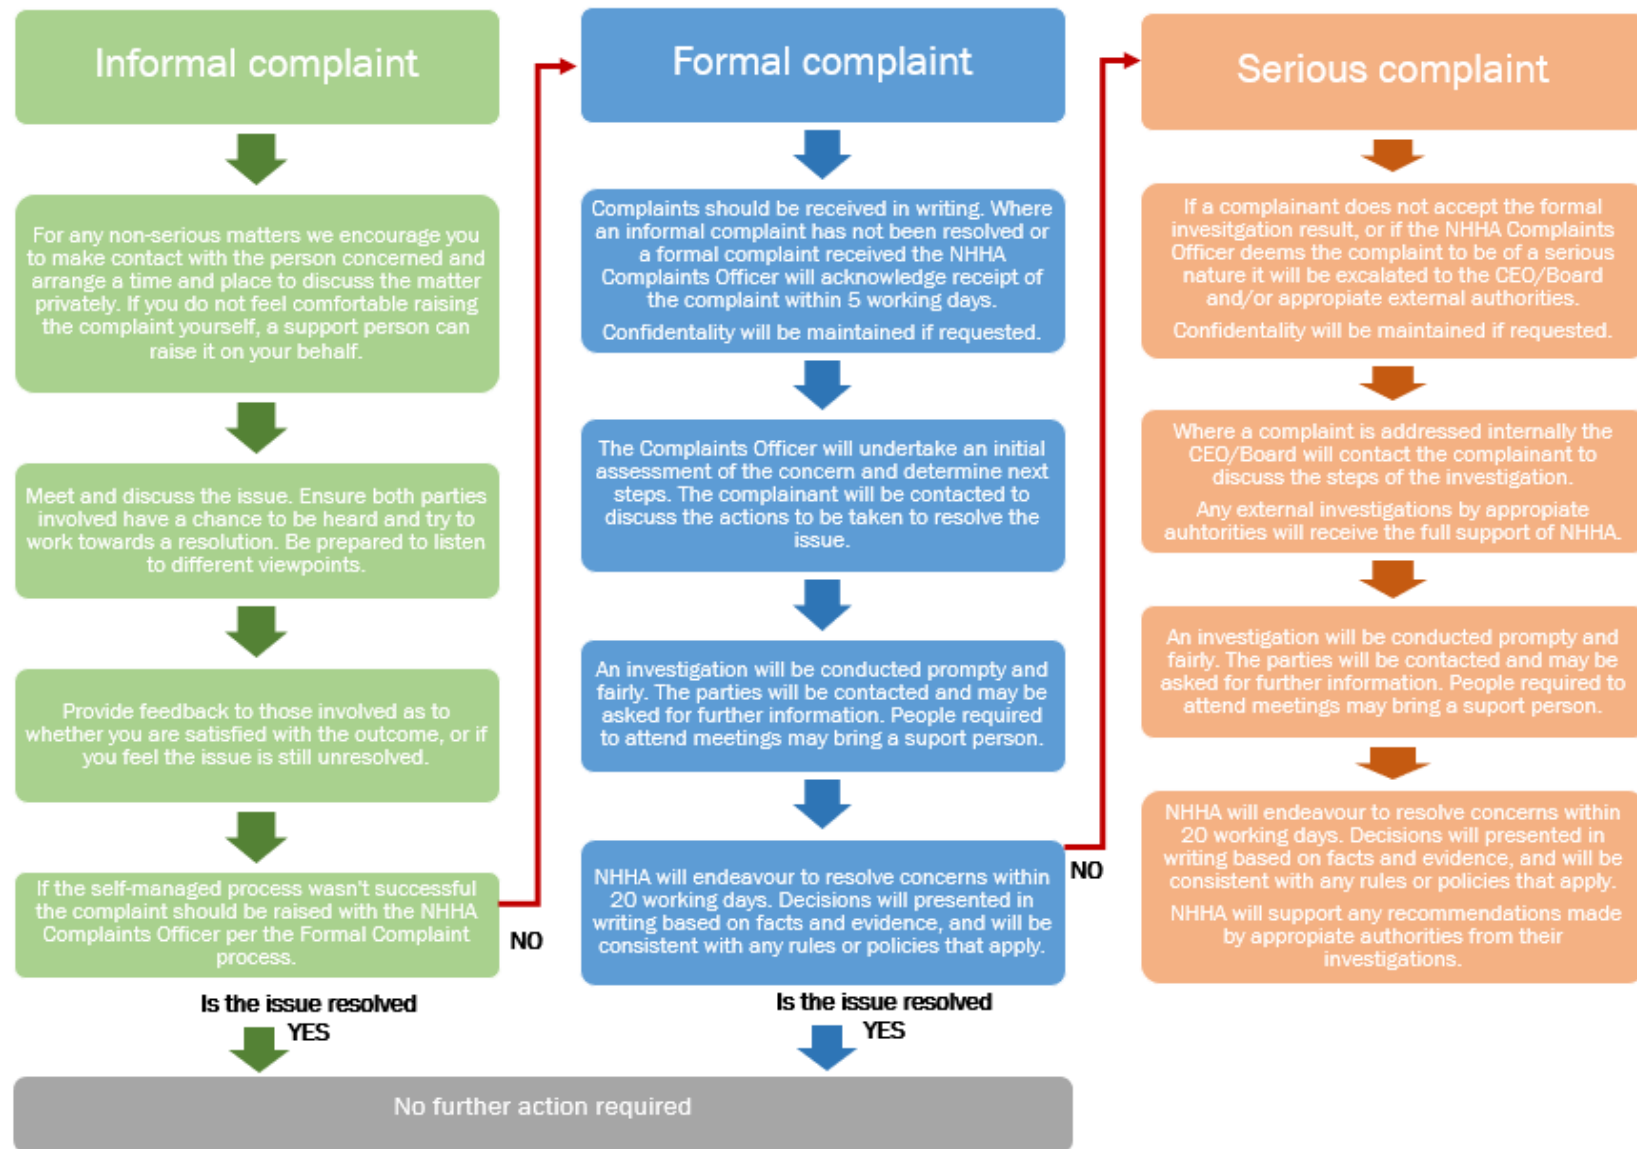 Informal complaint
For any non-serious matters we encourage you
to make contact with the person concerned and
arrange a time and place to discuss the matter
privately. If you do not feel comfortable raising
the complaint yourself, a support person can
raise it on your behalf.
Meet and discuss the issue. Ensure both parties
involved have a chance to be heard and try to
work towards a resolution. Be prepared to listen
to different viewpoints.
Provide feedback to those involved as to
whether you are satisfied with the outcome, or if
you feel the issue is still unresolved.
If the self-managed process wasn't successful
the complaint should be raised with the NHHA
Complaints Officer per the Formal Complaint
process.
NO
Is the issue resolved
YES
Formal complaint
Complaints should be received in writing. Where
an informal complaint has not been resolved or
a formal complaint received the NHHA
Complaints Officer will acknowledge receipt of
the complaint within 5 working days.
Confidentality will be maintained if requested.
The Complaints Officer will undertake an initial
assessment of the concern and determine next
steps. The complainant will be contacted to
discuss the actions to be taken to resolve the
issue.
An investigation will be conducted prompty and
fairly. The parties will be contacted and may be
asked for further information. People required
to attend meetings may bring a suport person.
NHHA will endeavour to resolve concerns within
20 working days. Decisions will presented in
writing based on facts and evidence, and will be
consistent with any rules or policies that apply.
NO
Is the issue resolved
YES
No further action required
Serious complaint
If a complainant does not accept the formal
invesitgation result, or if the NHHA Complaints
Officer deems the complaint to be of a serious
nature it will be excalated to the CEO/Board
and/or appropiate external authorities.
Confidentality will be maintained if requested.
Where a complaint is addressed internally the
CEO/Board will contact the complainant to
discuss the steps of the investigation.
Any external investigations by appropiate
auhtorities will receive the full support of NHHA.
An investigation will be conducted prompty and
fairly. The parties will be contacted and may be
asked for further information. People required to
attend meetings may bring a suport person.
NHHA will endeavour to resolve concerns within
20 working days. Decisions will presented in
writing based on facts and evidence, and will be
consistent with any rules or policies that apply.
NHHA will support any recommendations made
by appropiate authorities from their
investigations.